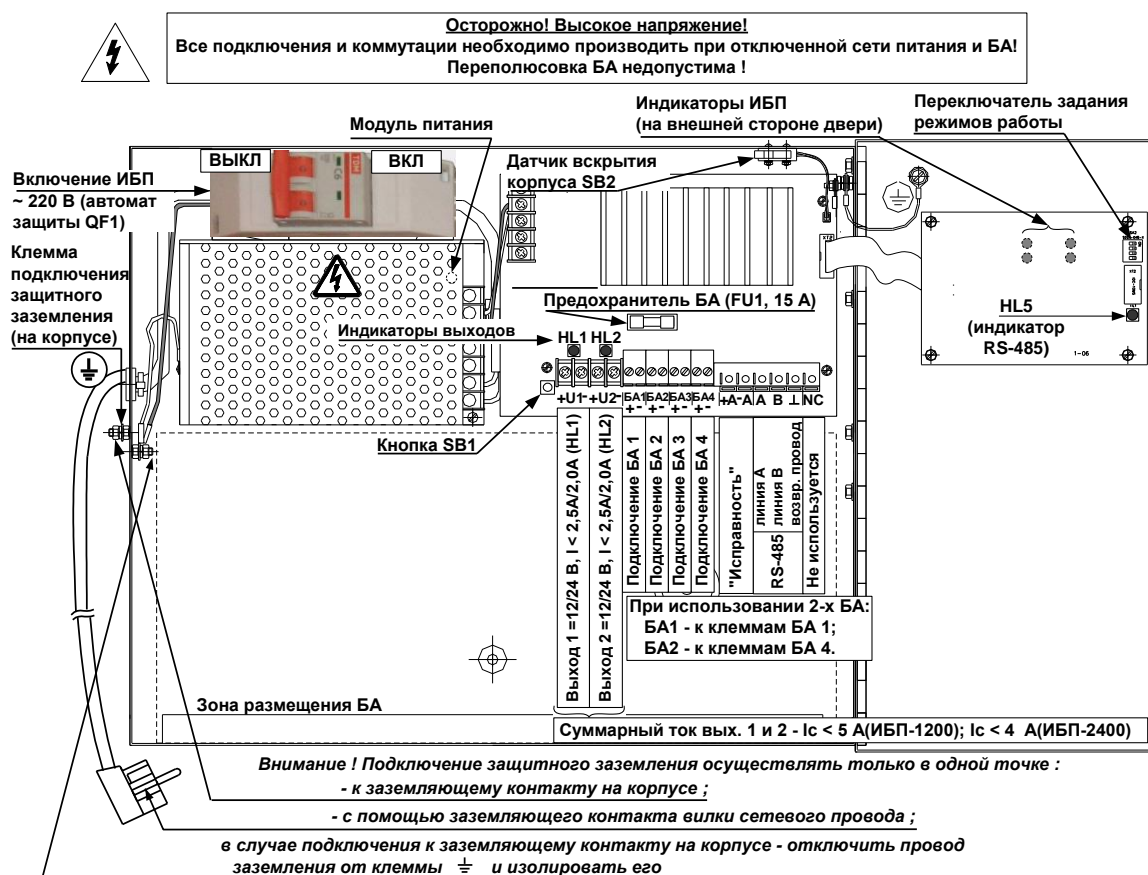 Осторожно! Высокое напряжение!
Все подключения и коммутации необходимо производить при отключенной сети питания и БА!
Переполюсовка БА недопустима !
Индикаторы ИБП
(на внешней стороне двери)
Переключатель задания
режимов работы
Модуль питания
ВЫКЛ
ВКЛ
Датчик вскрытия
корпуса SB2
Включение ИБП
~ 220 В (автомат
защиты QF1)
Клемма
подключения
защитного
заземления
(на корпусе)
Предохранитель БА (FU1, 15 А)
Индикаторы выходов
HL1 HL2
HL5
(индикатор
RS-485)
1-06
+U1-+U2-
БА1 БА2 БА3 БА4
+- +- +- +-
+А-А А В ⊥ NC
Кнопка SB1
Выход 1 =12/24 В, I < 2,5А/2,0А (HL1)
Выход 2 =12/24 В, I < 2,5А/2,0А (HL2)
Подключение БА 1
Подключение БА 2
Подключение БА 3
Подключение БА 4
"Исправность"
RS-485
линия А
линия В
возвр. провод
Не используется
При использовании 2-х БА:
БА1 - к клеммам БА 1;
БА2 - к клеммам БА 4.
Зона размещения БА
Суммарный ток вых. 1 и 2 - Ic < 5 А(ИБП-1200); Ic < 4 А(ИБП-2400)
Внимание ! Подключение защитного заземления осуществлять только в одной точке :
- к заземляющему контакту на корпусе ;
- с помощью заземляющего контакта вилки сетевого провода ;
в случае подключения к заземляющему контакту на корпусе - отключить провод
заземления от клеммы ⏚ и изолировать его